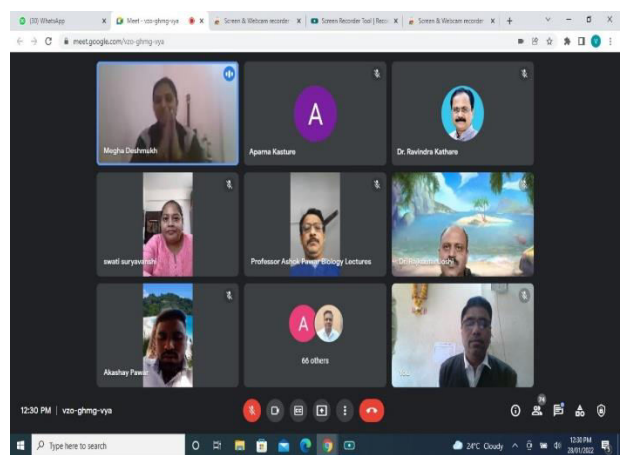 (33) WhatsApp
Meet - vzo-ghmg-vya
Screen & Webcam recorder
Screen Recorder Tool | Reco
Screen & Webcam recorder
meet.google.com/vzo-ghmg-vya
Megha Deshmukh
A
Aparna Kasture
Dr. Ravindra Kathare
swati suryavanshi
Professor Ashok Pawar Biology Lectures
Akashay Pawar
A
66 others
You
12:30 PM | vzo-ghmg-vya
74
Type here to search
24°C Cloudy
12:30 PM
28/01/2022